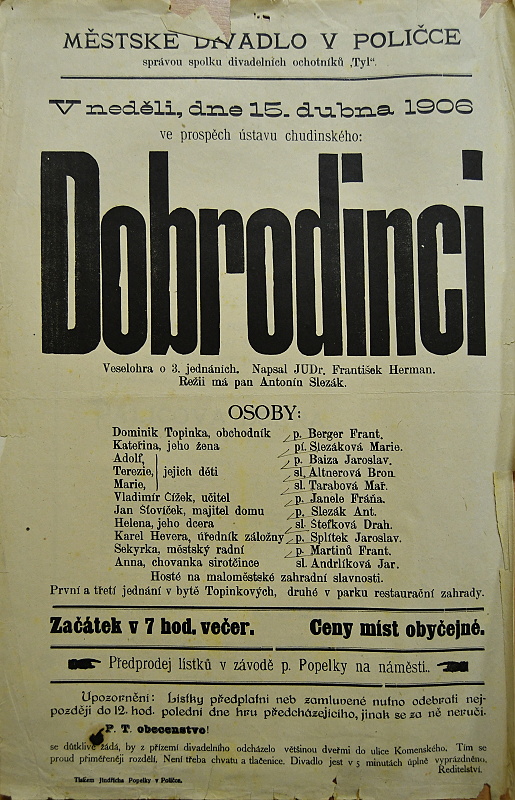 MĚSTSKÉ DIVADLO V POLIČCE
správou spolku divadelních ochotníků „Tyl“.
V neděli, dne 15. dubna 1906
ve prospěch ústavu chudinského:
Dobrodinci
Veselohra o 3. jednáních. Napsal JUDr. František Herman.
Režii má pan Antonín Slezák.
OSOBY:
Dominik Topinka, obchodník p. Berger Frant.
Kateřina, jeho žena pí. Slezáková Marie.
Adolf, p. Baiza Jaroslav.
Terezie, jejich děti sl. Altnerová Bron.
Marie, sl. Tarabová Mař.
Vladimír Čížek, učitel p. Janele Fráňa.
Jan Šťovíček, majitel domu p. Slezák Ant.
Helena, jeho dcera sl. Štefková Drah.
Karel Hevera, úředník záložny p. Splítek Jaroslav.
Sekyrka, městský radní p. Martinů Frant.
Anna, chovanka sirotčince sl. Andrlíková Jar.
Hosté na maloměstské zahradní slavnosti.
První a třetí jednání v bytě Topinkových, druhé v parku restaurační zahrady.
Začátek v 7 hod. večer. Ceny míst obyčejné.
Předprodej lístků v závodě p. Popelky na náměstí..
Upozornění: Lístky předplatní neb zamluvené nutno odebrati nej-
později do 12. hod. polední dne hru předcházejícího, jinak se za ně neručí.
P. T. obecenstvo!
se důtklivě žádá, by z přízemí divadelního odcházelo většinou dveřmi do ulice Komenského. Tím se
proud přiměřeněji rozdělí. Není třeba chvatu a tlačenice. Divadlo jest v 5 minutách úplně vyprázdněno.
Ředitelství.
Tiskem Jindřicha Popelky v Poličce.